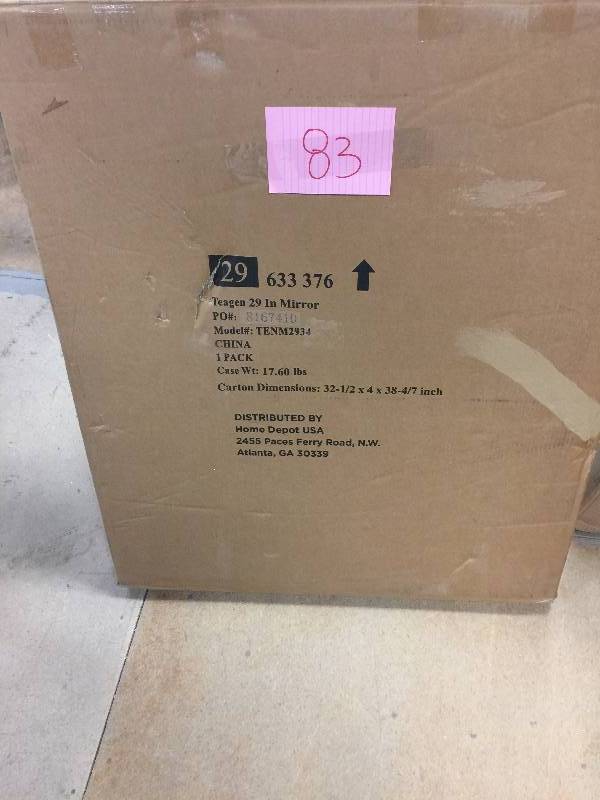 83
29 633 376
Teagen 29 In Mirror
PO#: 8167410
Model#: TENM2934
CHINA
1 PACK
Case Wt: 17.60 lbs
Carton Dimensions: 32-1/2 x 4 x 38-4/7 inch
DISTRIBUTED BY
Home Depot USA
2455 Paces Ferry Road, N.W.
Atlanta, GA 30339